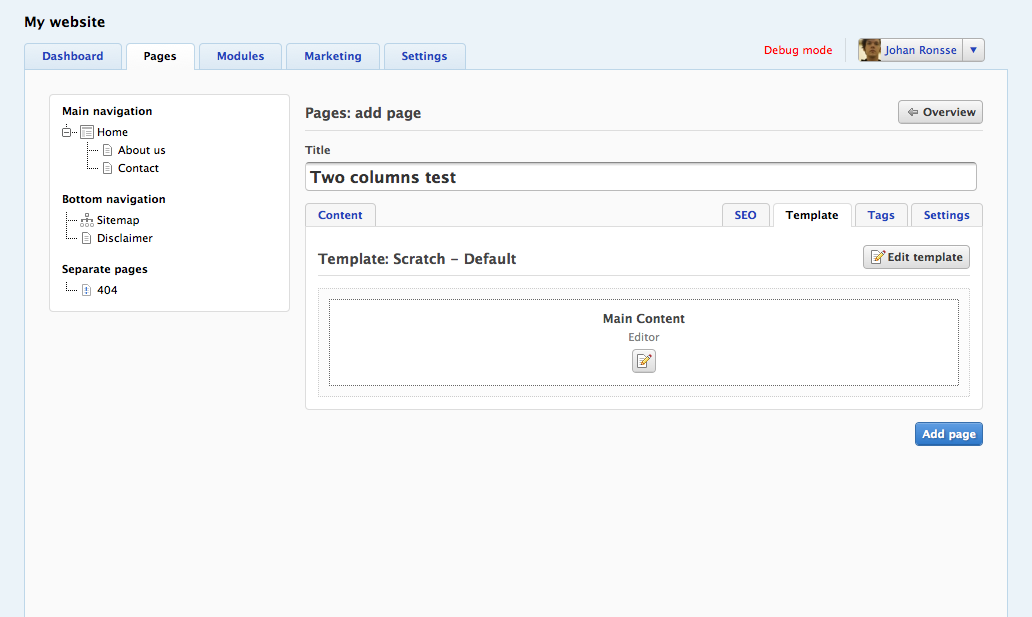 My website
Dashboard Pages Modules Marketing Settings Debug mode Johan Ronsse
Main navigation
Home
About us
Contact
Bottom navigation
Sitemap
Disclaimer
Separate pages
404
Pages: add page Overview
Title
Two columns test
Content SEO Template Tags Settings
Template: Scratch – Default Edit template
Main Content
Editor
Add page